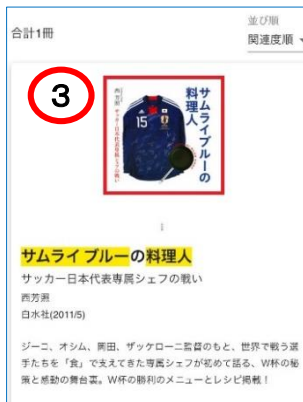 並び順
合計1冊
関連度順
3
サムライブルーの
料理人
西芳照
サッカー日本代表専属シェフの戦い
15
サムライブルーの料理人
サッカー日本代表専属シェフの戦い
西芳照
白水社(2011/5)
ジーコ、オシム、岡田、ザッケローニ監督のもと、世界で戦う選
手たちを「食」で支えてきた専属シェフが初めて語る、W杯の秘
策と感動の舞台裏。W杯の勝利のメニューとレシピ掲載！